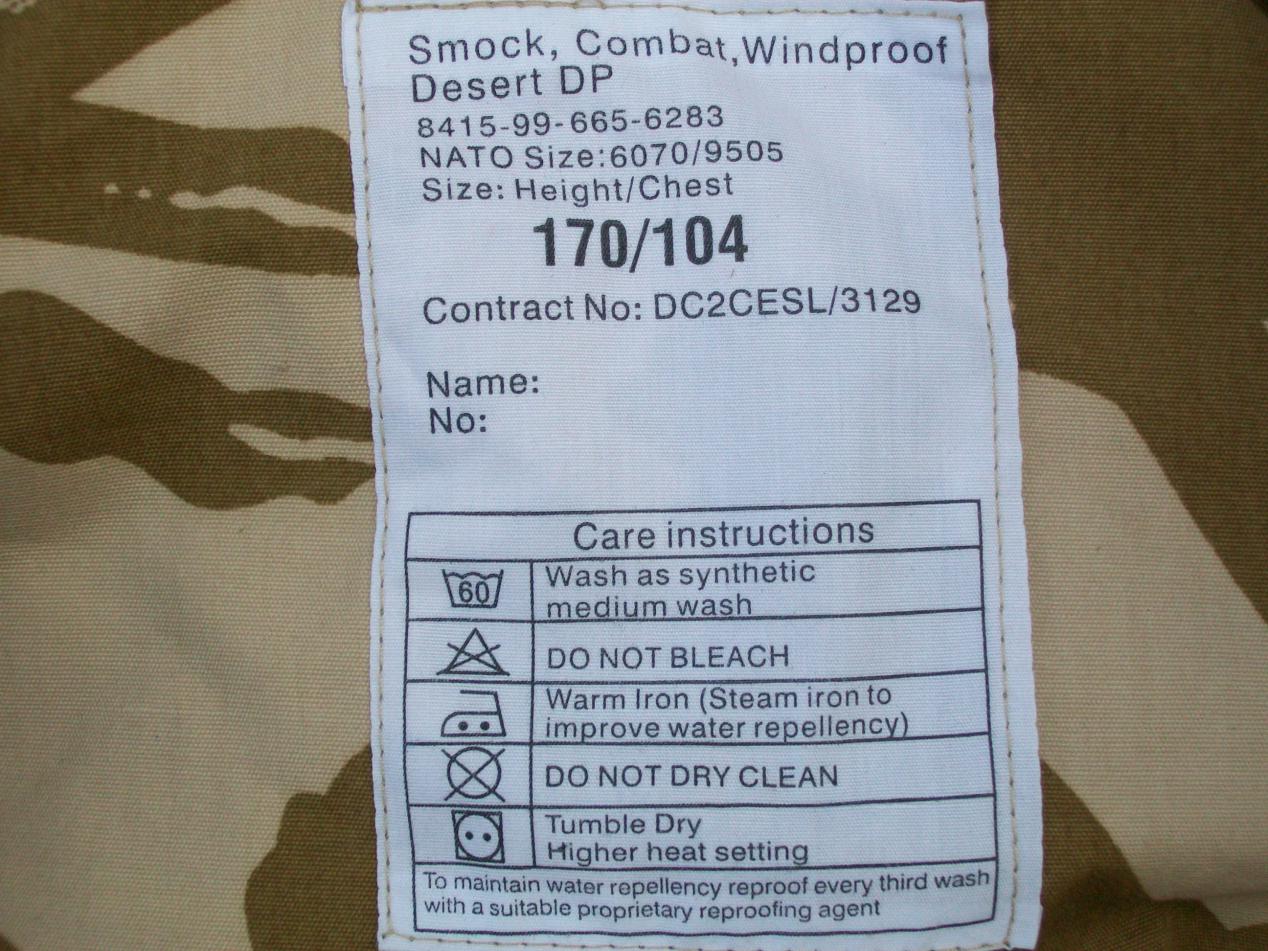 Smock, Combat,Windproof
Desert DP
8415-99-665-6283
NATO Size:6070/9505
Size: Height/Chest
170/104
Contract No: DC2CESL/3129
Name:
No:
Care instructions
60
Wash as synthetic
medium wash
DO NOT BLEACH
Warm Iron (Steam iron to
improve water repellency)
DO NOT DRY CLEAN
Tumble Dry
Higher heat setting
To maintain water repellency reproof every third wash
with a suitable proprietary reproofing agent